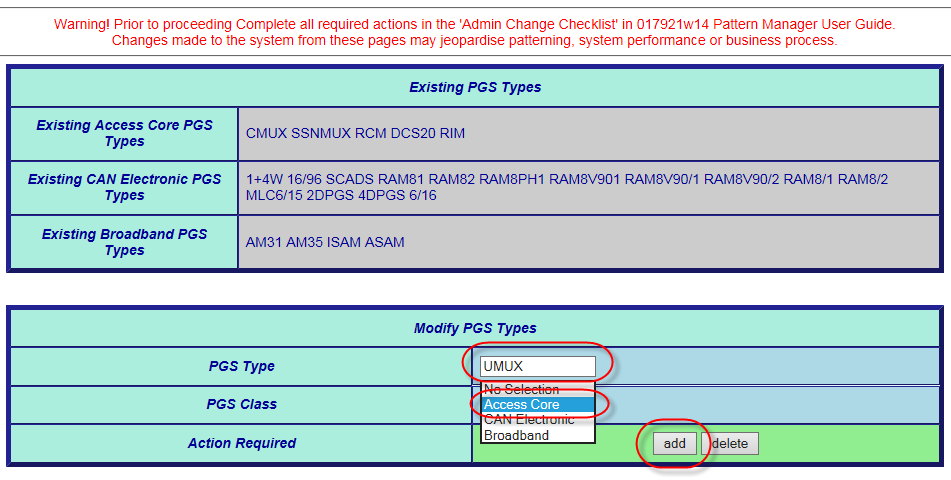 Warning! Prior to proceeding Complete all required actions in the 'Admin Change Checklist' in 017921w14 Pattern Manager User Guide.
Changes made to the system from these pages may jeopardise patterning, system performance or business process.
Existing PGS Types
Existing Access Core PGS
Types
CMUX SSNMUX RCM DCS20 RIM
Existing CAN Electronic PGS
Types
1+4W 16/96 SCADS RAM81 RAM82 RAM8PH1 RAM8V901 RAM8V90/1 RAM8V90/2 RAM8/1 RAM8/2
MLC6/15 2DPGS 4DPGS 6/16
Existing Broadband PGS
Types
AM31 AM35 ISAM ASAM
Modify PGS Types
PGS Type
UMUX
PGS Class
No Selection
Access Core
CAN Electronic
Broadband
Action Required
add
delete